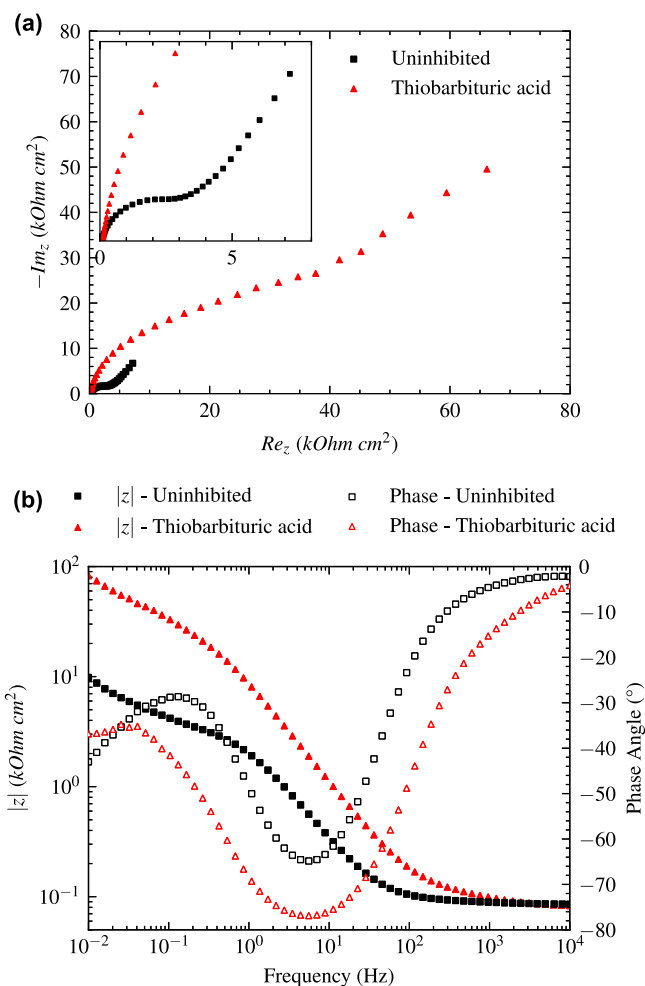 (a)
80
70
60
50
40
30
20
10
0
−Im_z (kOhm cm²)
0
5
Uninhibited
Thiobarbituric acid
0
20
40
60
80
Re_z (kOhm cm²)
(b)
|z| - Uninhibited
Phase - Uninhibited
|z| - Thiobarbituric acid
Phase - Thiobarbituric acid
10²
10¹
10⁰
10⁻¹
|z| (kOhm cm²)
0
−10
−20
−30
−40
−50
−60
−70
−80
Phase Angle (°)
10⁻²
10⁻¹
10⁰
10¹
10²
10³
10⁴
Frequency (Hz)